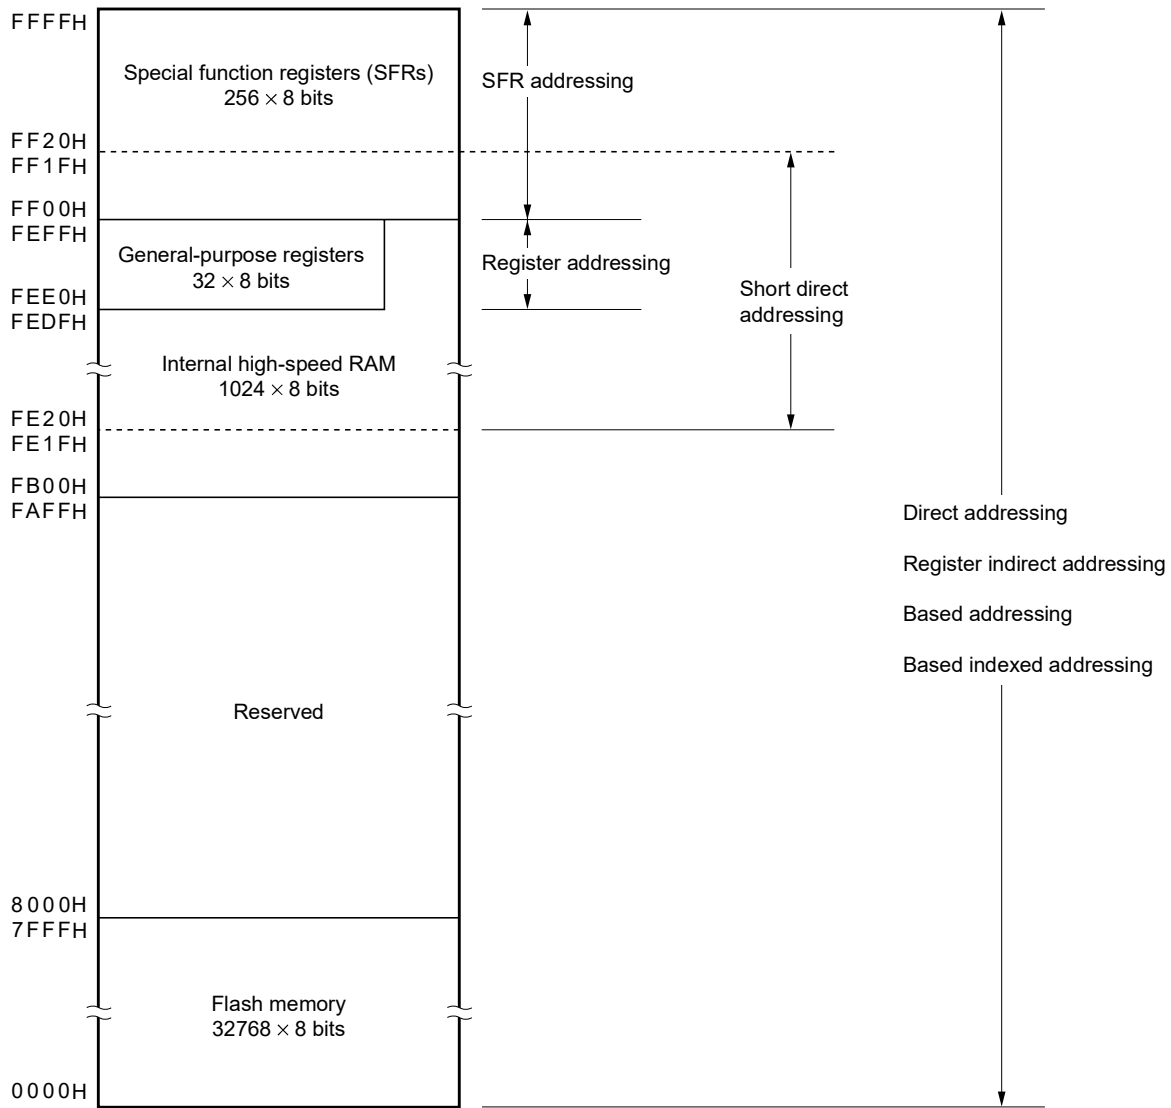 FFFFH
Special function registers (SFRs)
256 × 8 bits
SFR addressing
FF20H
FF1FH
FF00H
FEFFH
General-purpose registers
32 × 8 bits
Register addressing
FEE0H
FEDFH
Short direct
addressing
Internal high-speed RAM
1024 × 8 bits
FE20H
FE1FH
FB00H
FAFFH
Direct addressing
Register indirect addressing
Based addressing
Based indexed addressing
Reserved
8000H
7FFFH
Flash memory
32768 × 8 bits
0000H